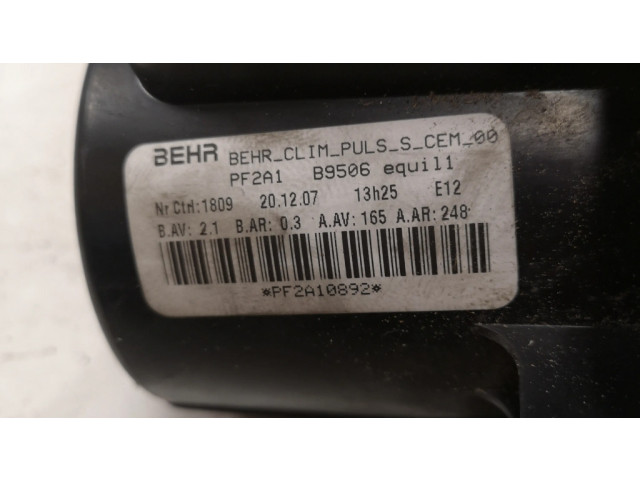 BEHR BEHR_CLIM_PULS_S_CEM_00
PF2A1 B9506 equil1
Nr Ctrl:1809 20.12.07 13h25 E12
B.AV: 2.1 B.AR: 0.3 A.AV: 165 A.AR: 248
*PF2A10892*